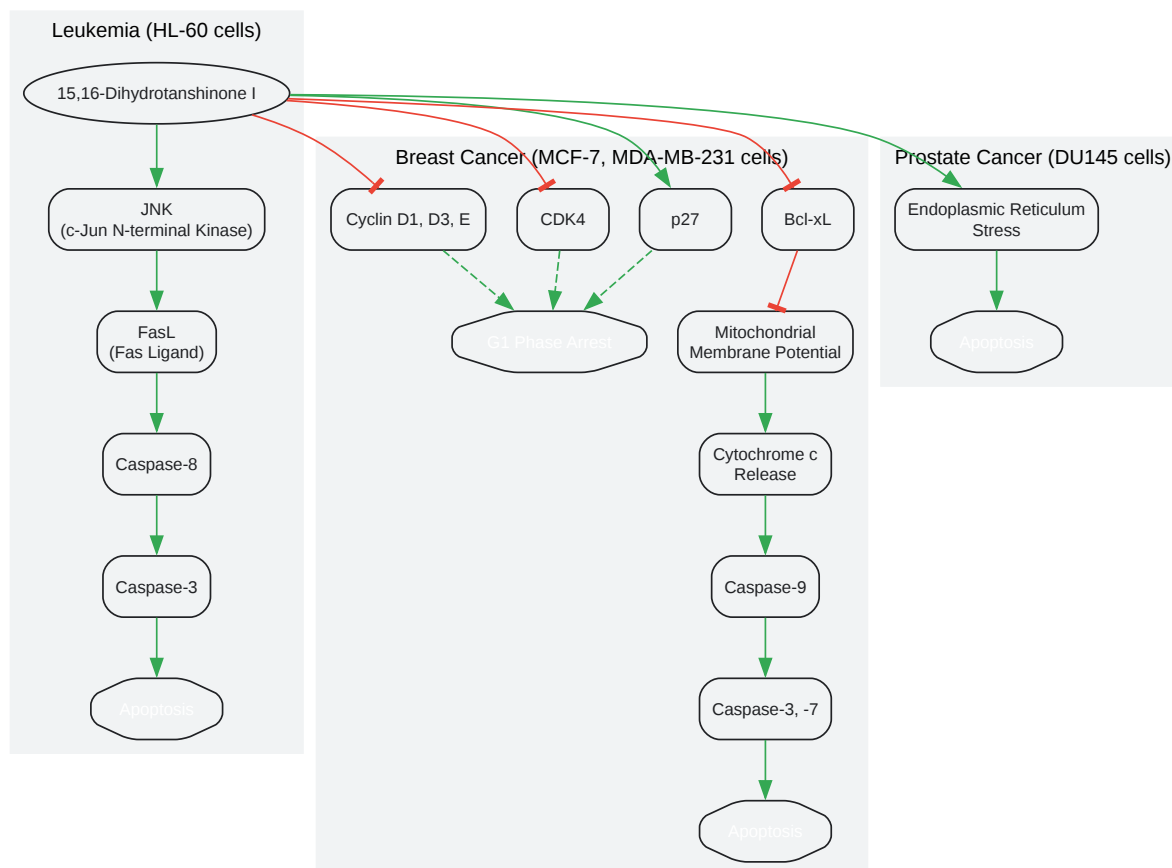 Leukemia (HL-60 cells)
15,16-Dihydrotanshinone I
JNK
(c-Jun N-terminal Kinase)
FasL
(Fas Ligand)
Caspase-8
Caspase-3
Apoptosis
Breast Cancer (MCF-7, MDA-MB-231 cells)
Cyclin D1, D3, E
CDK4
p27
Bcl-xL
G1 Phase Arrest
Mitochondrial
Membrane Potential
Cytochrome c
Release
Caspase-9
Caspase-3, -7
Apoptosis
Prostate Cancer (DU145 cells)
Endoplasmic Reticulum
Stress
Apoptosis